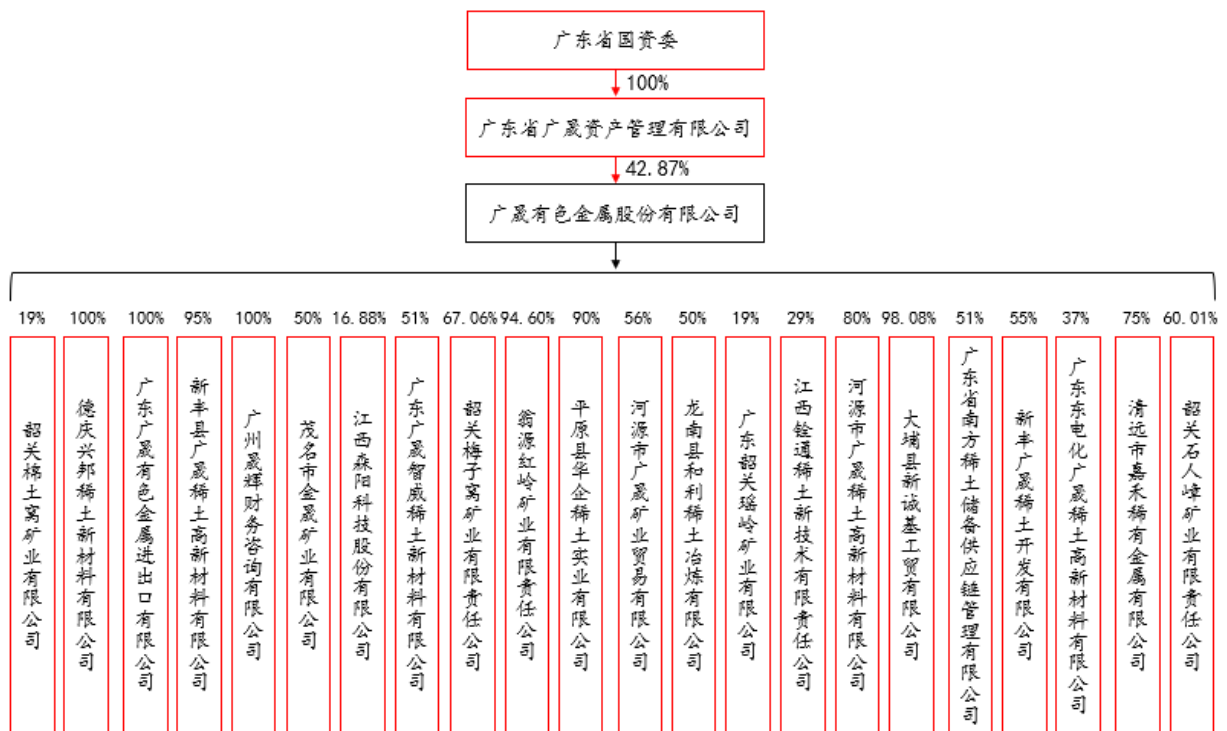 广东省国资委
100%
广东省广晟资产管理有限公司
42.87%
广晟有色金属股份有限公司
19%
100%
100%
95%
100%
50%
16.88%
51%
67.06%
94.60%
90%
56%
50%
19%
29%
80%
98.08%
51%
55%
37%
75%
60.01%
韶关棉土窝矿业有限公司
德庆兴邦稀土新材料有限公司
广东广晟有色金属进出口有限公司
新丰县广晟稀土高新材料有限公司
广州晟辉财务咨询有限公司
茂名市金晟矿业有限公司
江西森阳科技股份有限公司
广东广晟智威稀土新材料有限公司
韶关梅子窝矿业有限责任公司
翁源红岭矿业有限责任公司
平原县华企稀土实业有限公司
河源市广晟矿业贸易有限公司
龙南县和利稀土冶炼有限公司
广东韶关瑶岭矿业有限公司
江西铨通稀土新技术有限责任公司
河源市广晟稀土高新材料有限公司
大埔县新诚基工贸有限公司
广东省南方稀土储备供应链管理有限公司
新丰广晟稀土开发有限公司
广东东电化广晟稀土高新材料有限公司
清远市嘉禾稀有金属有限公司
韶关石人嶂矿业有限责任公司